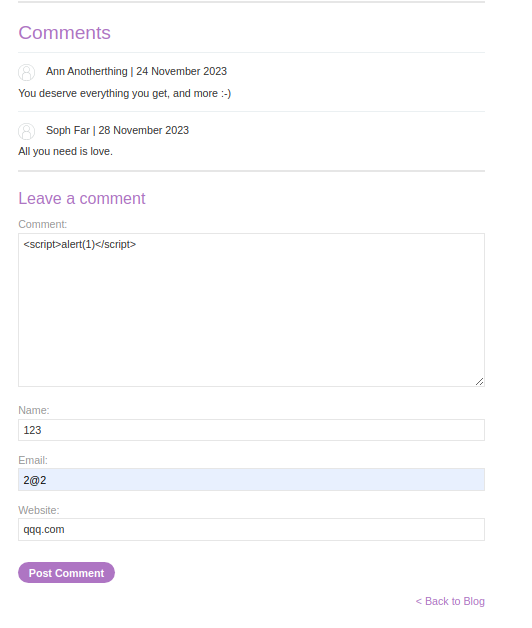 Comments
Ann Anotherthing | 24 November 2023
You deserve everything you get, and more :-)
Soph Far | 28 November 2023
All you need is love.
Leave a comment
Comment:
<script>alert(1)</script>
Name:
123
Email:
2@2
Website:
qqq.com
Post Comment
< Back to Blog